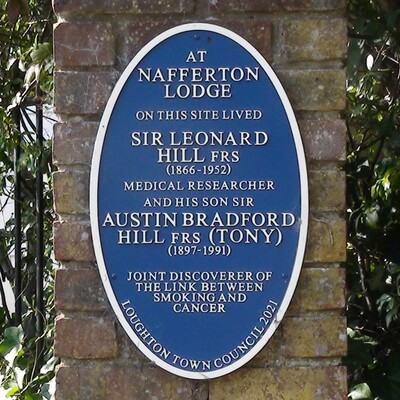 AT
NAFFERTON
LODGE
ON THIS SITE LIVED
SIR LEONARD
HILL FRS
(1866-1952)
MEDICAL RESEARCHER
AND HIS SON SIR
AUSTIN BRADFORD
HILL FRS (TONY)
(1897-1991)
JOINT DISCOVERER OF
THE LINK BETWEEN
SMOKING AND
CANCER
LOUGHTON TOWN COUNCIL 2021